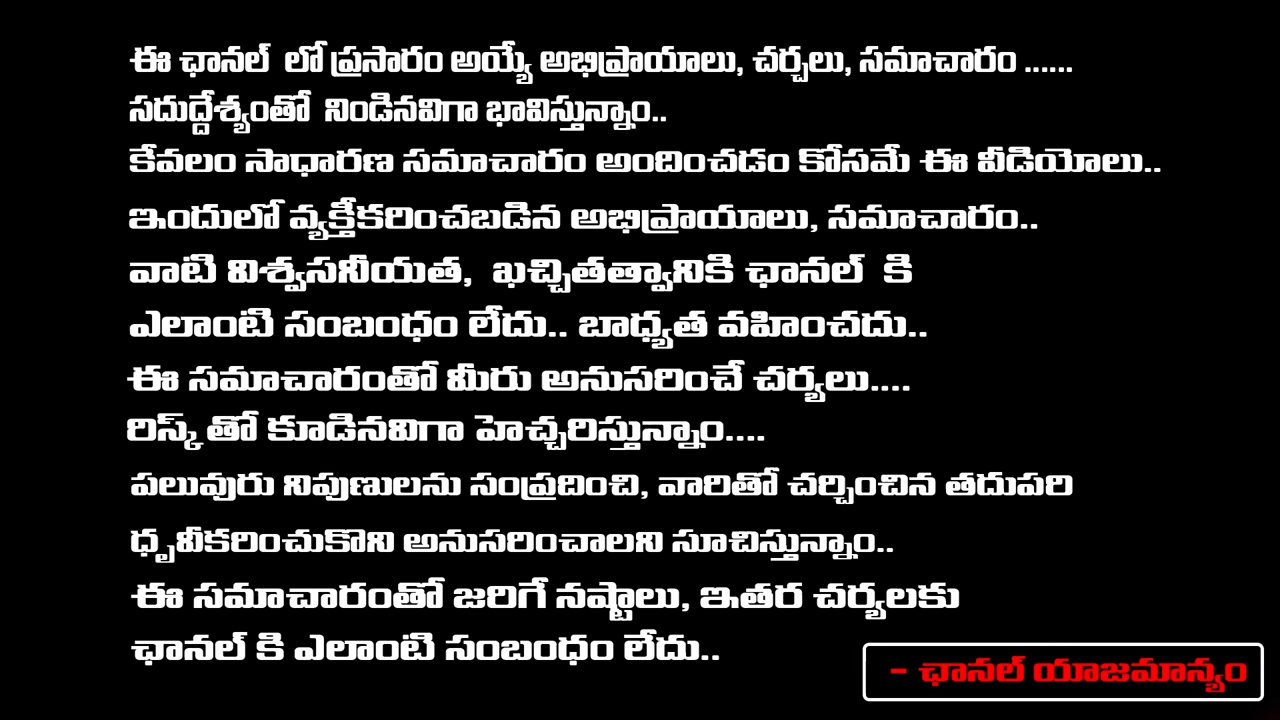 ఈ ఛానల్ లో ప్రసారం అయ్యే అభిప్రాయాలు, చర్చలు, సమాచారం ......
సదుద్దేశ్యంతో నిండినవిగా భావిస్తున్నాం..
కేవలం సాధారణ సమాచారం అందించడం కోసమే ఈ వీడియోలు..
ఇందులో వ్యక్తీకరించబడిన అభిప్రాయాలు, సమాచారం..
వాటి విశ్వసనీయత, ఖచ్చితత్వానికి ఛానల్ కి
ఎలాంటి సంబంధం లేదు.. బాధ్యత వహించదు..
ఈ సమాచారంతో మీరు అనుసరించే చర్యలు....
రిస్క్ తో కూడినవిగా హెచ్చరిస్తున్నాం....
పలువురు నిపుణులను సంప్రదించి, వారితో చర్చించిన తదుపరి
ధృవీకరించుకొని అనుసరించాలని సూచిస్తున్నాం..
ఈ సమాచారంతో జరిగే నష్టాలు, ఇతర చర్యలకు
ఛానల్ కి ఎలాంటి సంబంధం లేదు..
- ఛానల్ యాజమాన్యం